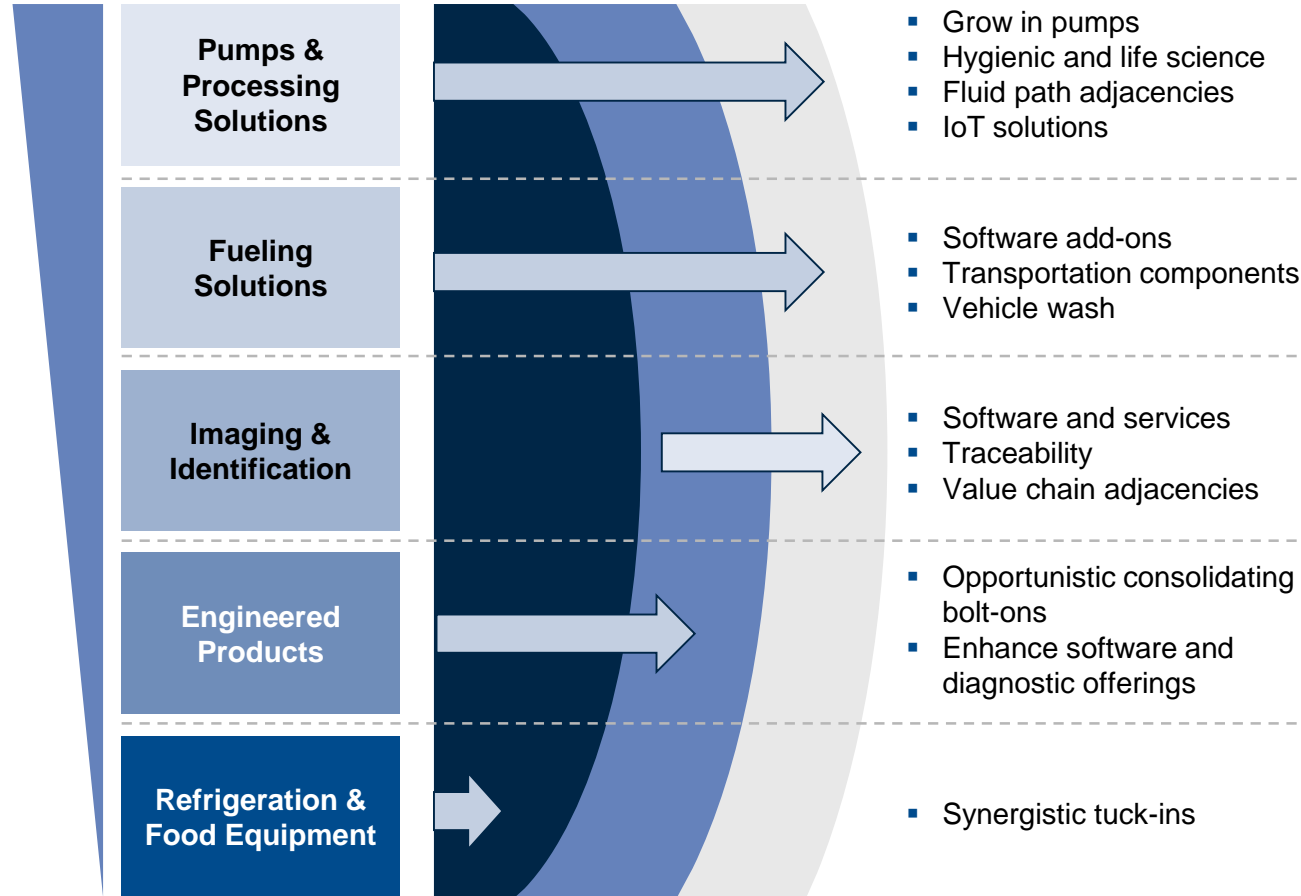 Pumps &
Processing
Solutions
▪ Grow in pumps
▪ Hygienic and life science
▪ Fluid path adjacencies
▪ IoT solutions
Fueling
Solutions
▪ Software add-ons
▪ Transportation components
▪ Vehicle wash
Imaging &
Identification
▪ Software and services
▪ Traceability
▪ Value chain adjacencies
Engineered
Products
▪ Opportunistic consolidating
bolt-ons
▪ Enhance software and
diagnostic offerings
Refrigeration &
Food Equipment
▪ Synergistic tuck-ins